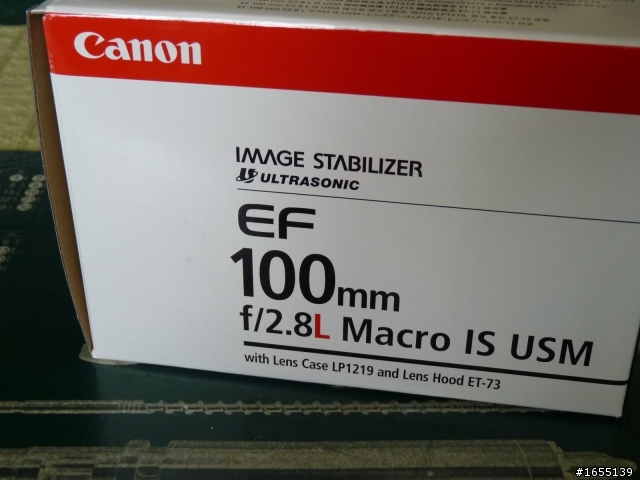 Canon
IMAGE STABILIZER
ULTRASONIC
EF
100mm
f/2.8L Macro IS USM
with Lens Case LP1219 and Lens Hood ET-73
#1655139